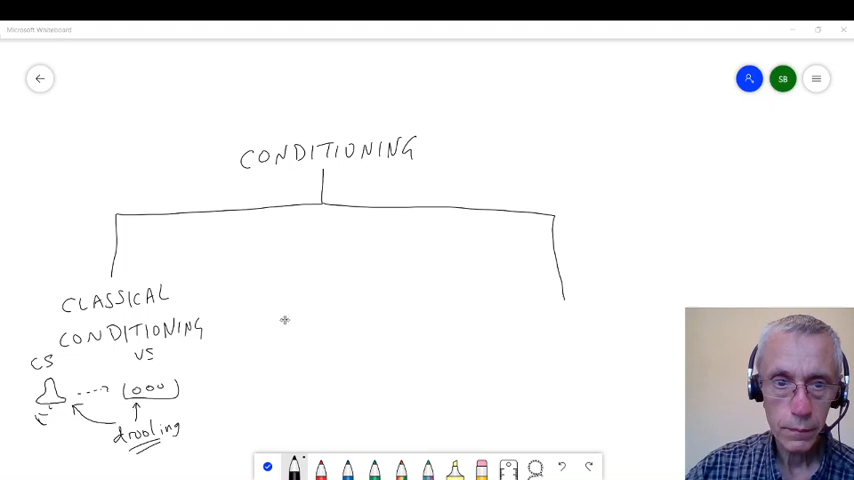 Microsoft Whiteboard
SB
CONDITIONING
CLASSICAL
CONDITIONING
CS
VS
drooling